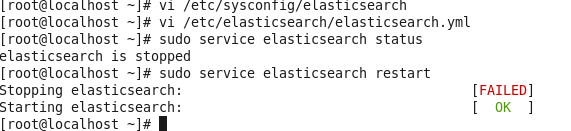 [root@localhost ~]# vi /etc/sysconfig/elasticsearch
[root@localhost ~]# vi /etc/elasticsearch/elasticsearch.yml
[root@localhost ~]# sudo service elasticsearch status
elasticsearch is stopped
[root@localhost ~]# sudo service elasticsearch restart
Stopping elasticsearch:                                    [FAILED]
Starting elasticsearch:                                    [  OK  ]
[root@localhost ~]#